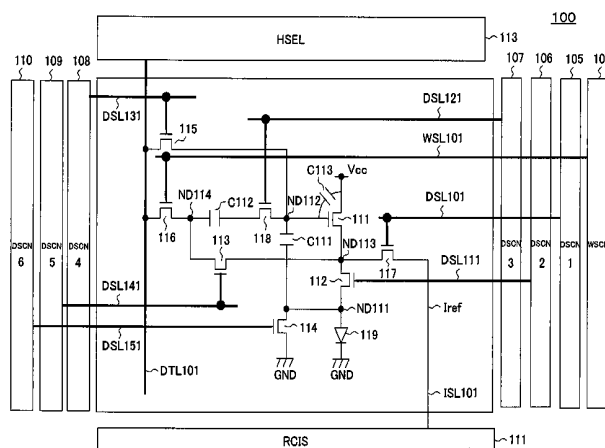 100
HSEL
113
110
109
108
107
106
105
10
DSL131
DSL121
115
WSL101
C113
Vcc
ND114
C112
ND112
111
DSL101
116
113
118
C111
ND113
117
DSL111
112
DSCN 6
DSCN 5
DSCN 4
DSCN 3
DSCN 2
DSCN 1
WSC
DSL141
ND111
Iref
DSL151
114
119
GND
GND
DTL101
ISL101
RCIS
111